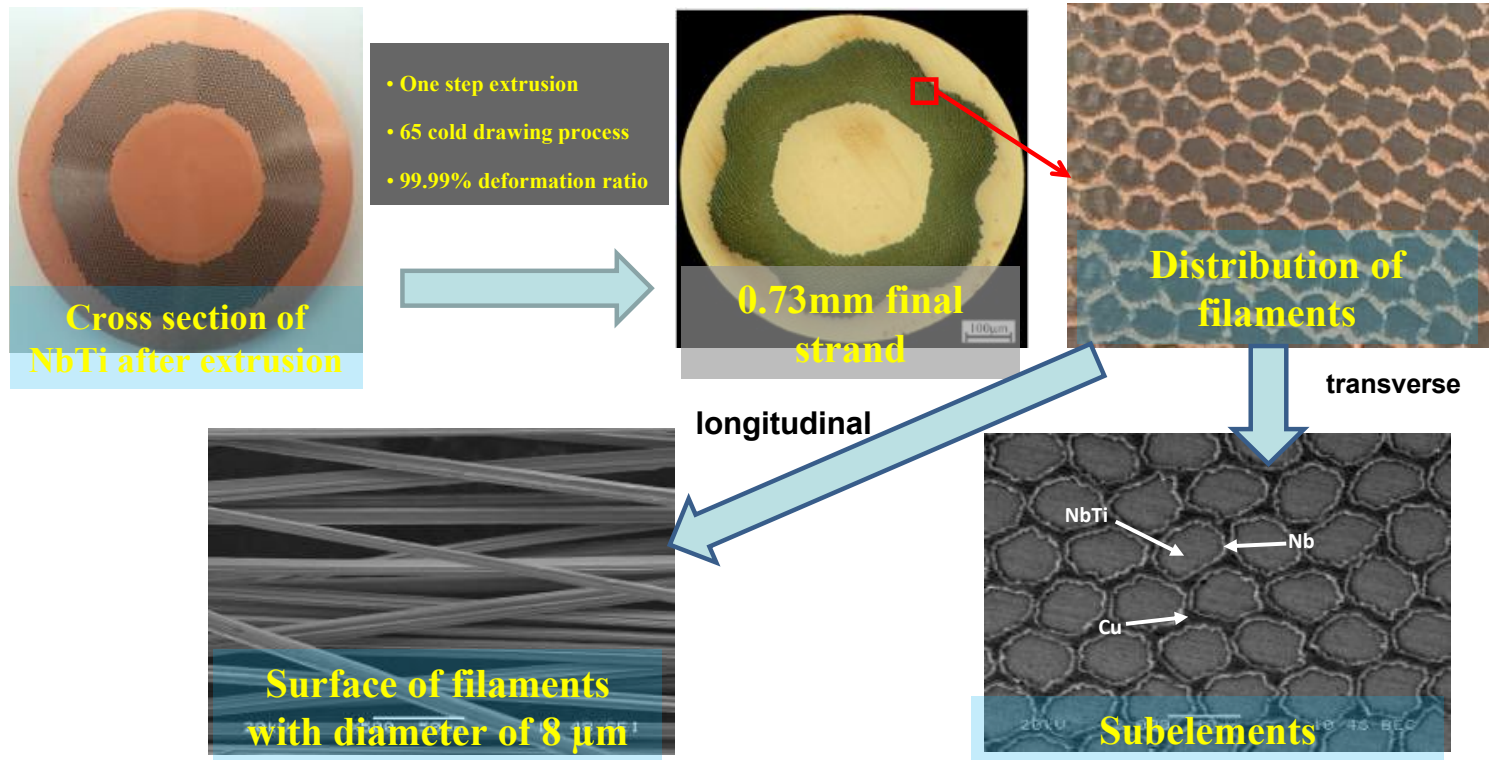 • One step extrusion
• 65 cold drawing process
• 99.99% deformation ratio
Cross section of
NbTi after extrusion
0.73mm final
strand
100μm
Distribution of
filaments
transverse
longitudinal
NbTi
Nb
Cu
Surface of filaments
with diameter of 8 μm
20kU
Subelements